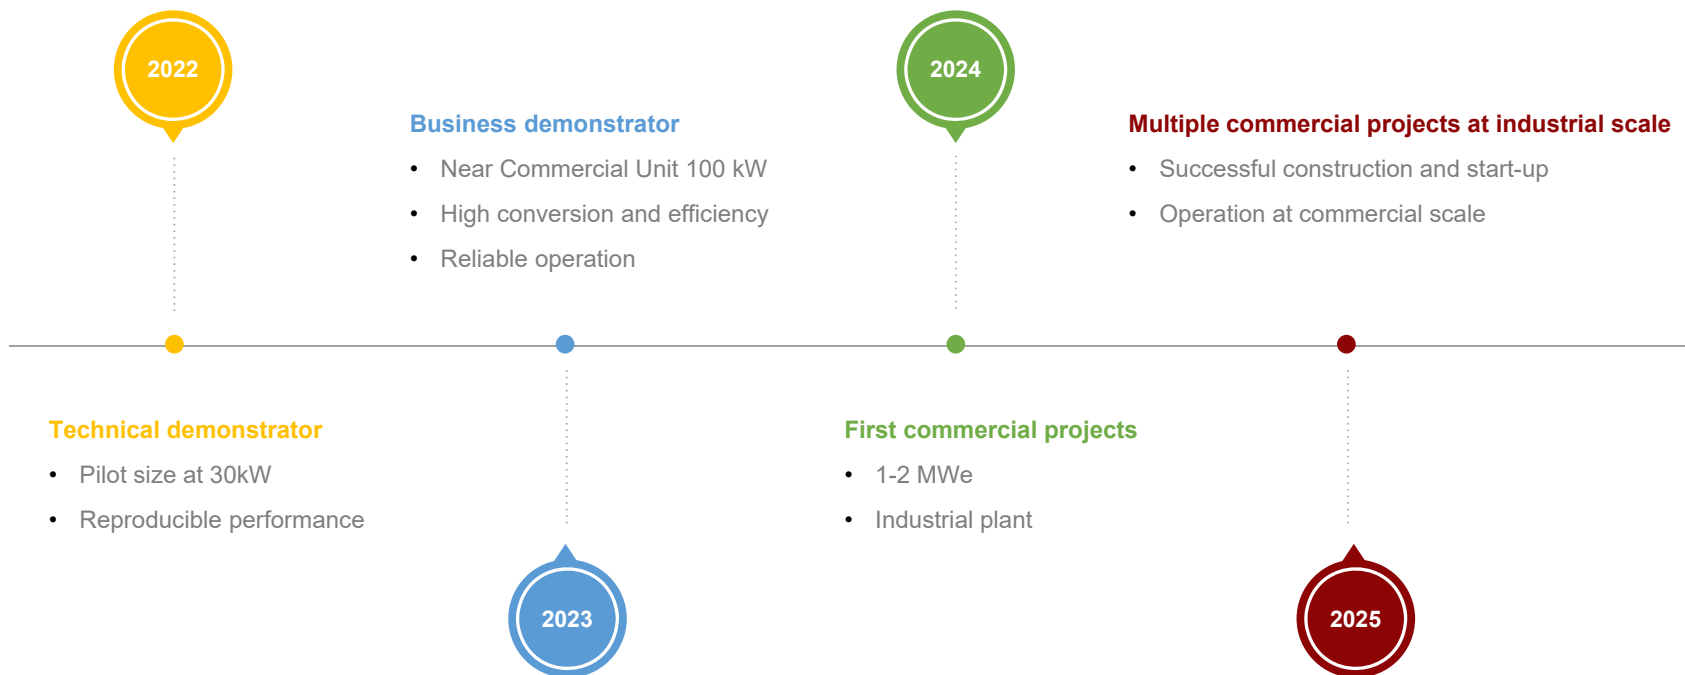 2022
Technical demonstrator
• Pilot size at 30kW
• Reproducible performance
Business demonstrator
• Near Commercial Unit 100 kW
• High conversion and efficiency
• Reliable operation
2023
2024
First commercial projects
• 1-2 MWe
• Industrial plant
Multiple commercial projects at industrial scale
• Successful construction and start-up
• Operation at commercial scale
2025